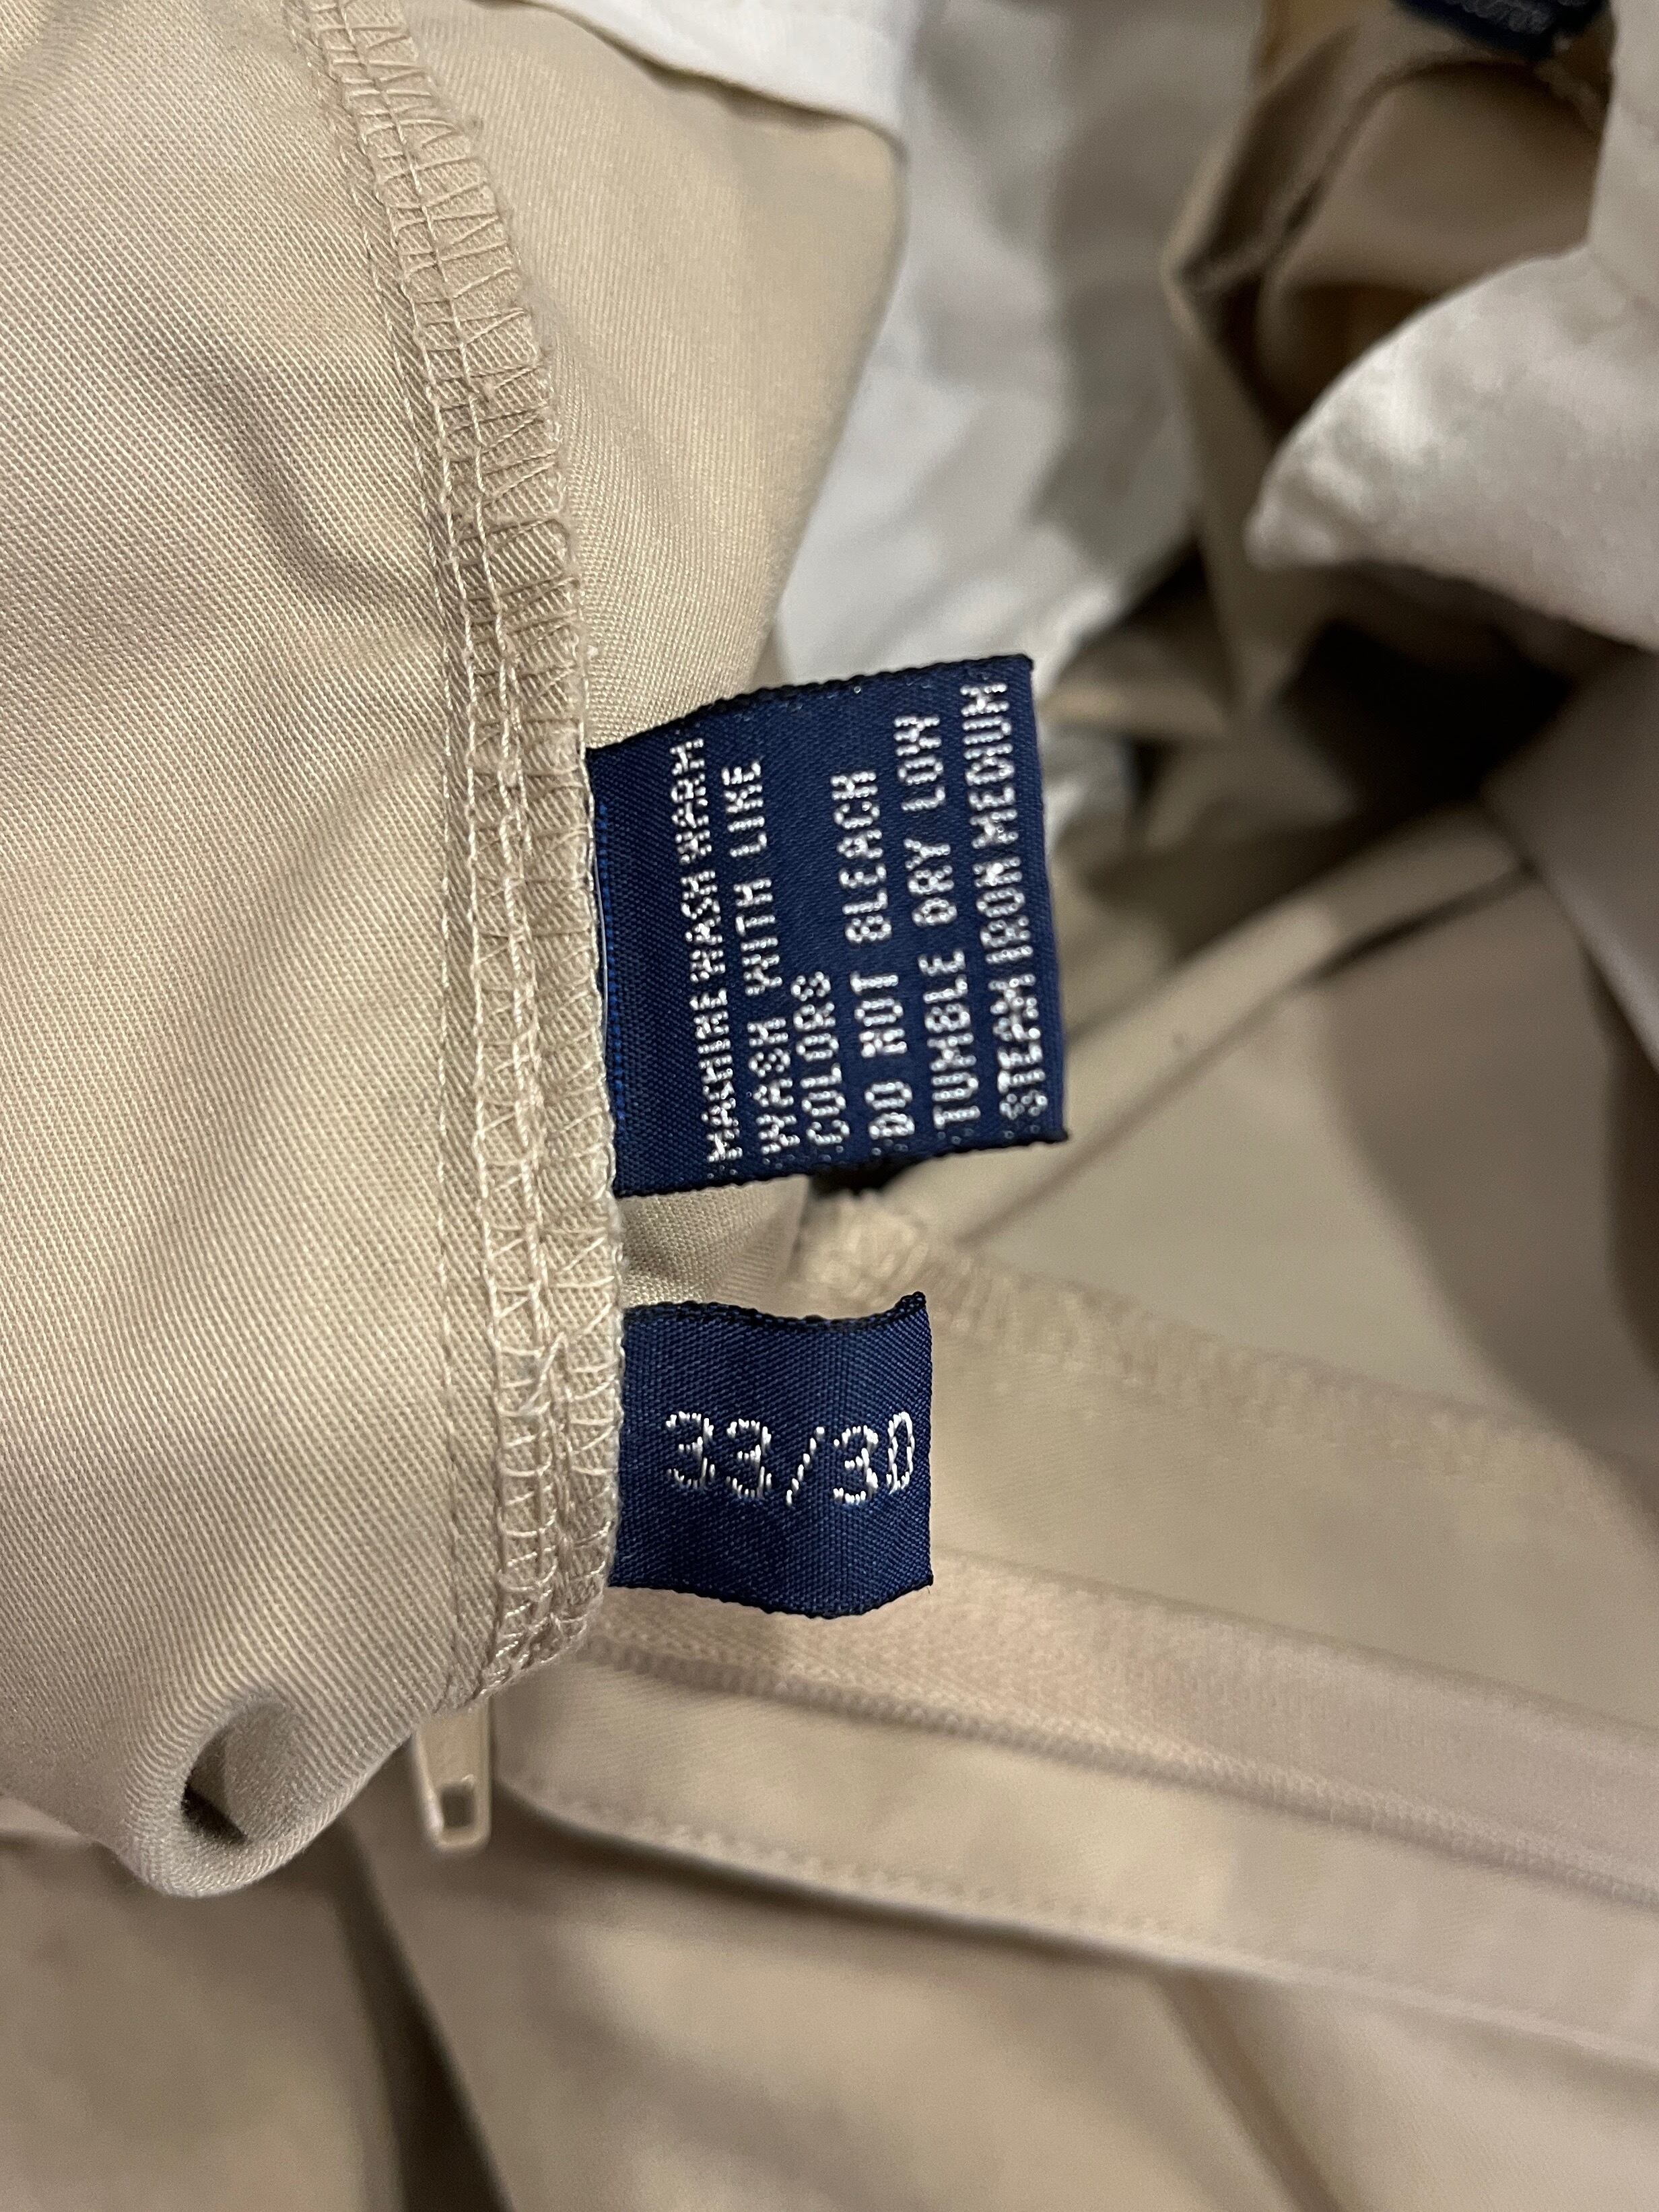 MACHINE WASH WARM
WASH WITH LIKE
COLORS
DO NOT BLEACH
TUMBLE DRY LOW
STEAM IRON MEDIUM
33/30